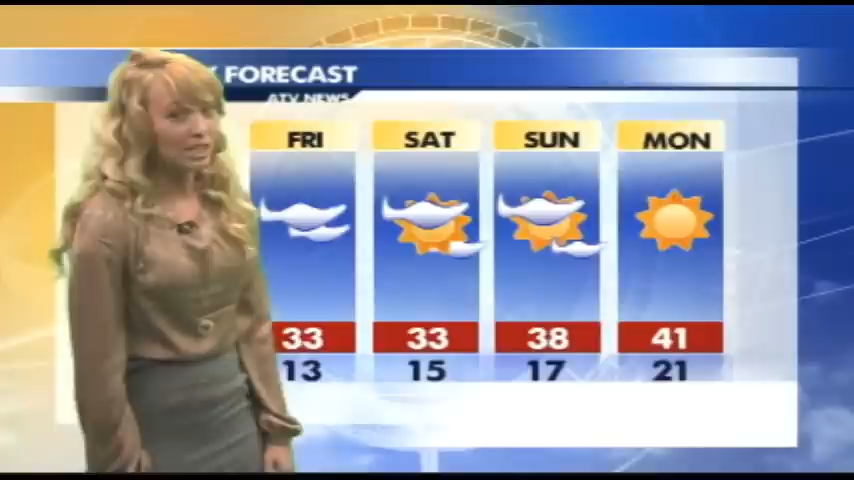 FORECAST
ATV NEWS
FRI SAT SUN MON
33 33 38 41
13 15 17 21